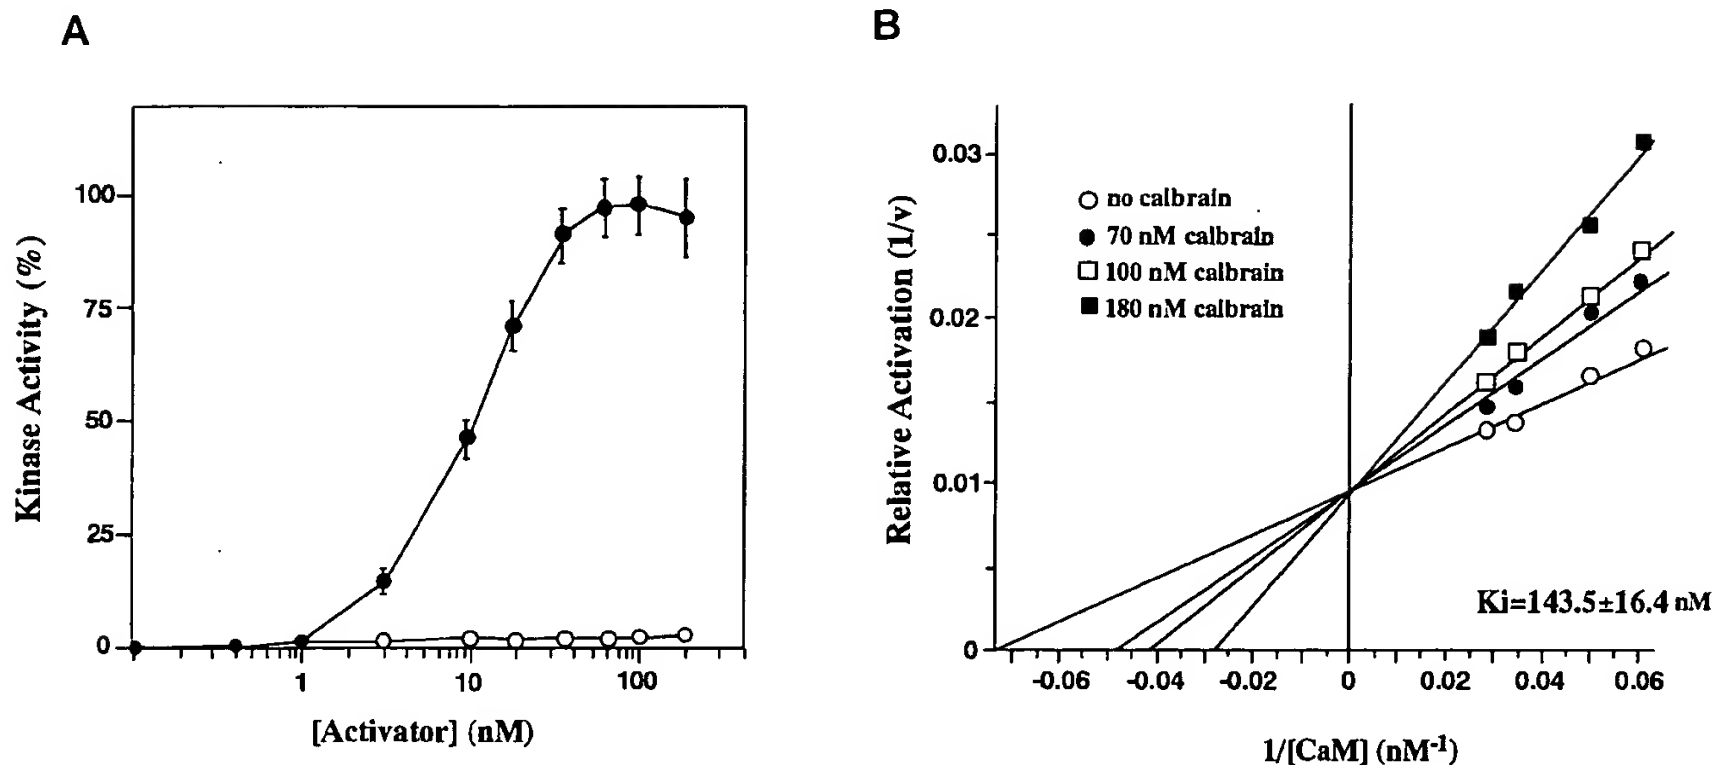 A
B
Kinase Activity (%)
100
75
50
25
0
1
10
100
[Activator] (nM)
Relative Activation (1/v)
0.03
0.02
0.01
0
no calbrain
70 nM calbrain
100 nM calbrain
180 nM calbrain
Ki=143.5±16.4 nM
-0.06
-0.04
-0.02
0
0.02
0.04
0.06
1/[CaM] (nM-1)